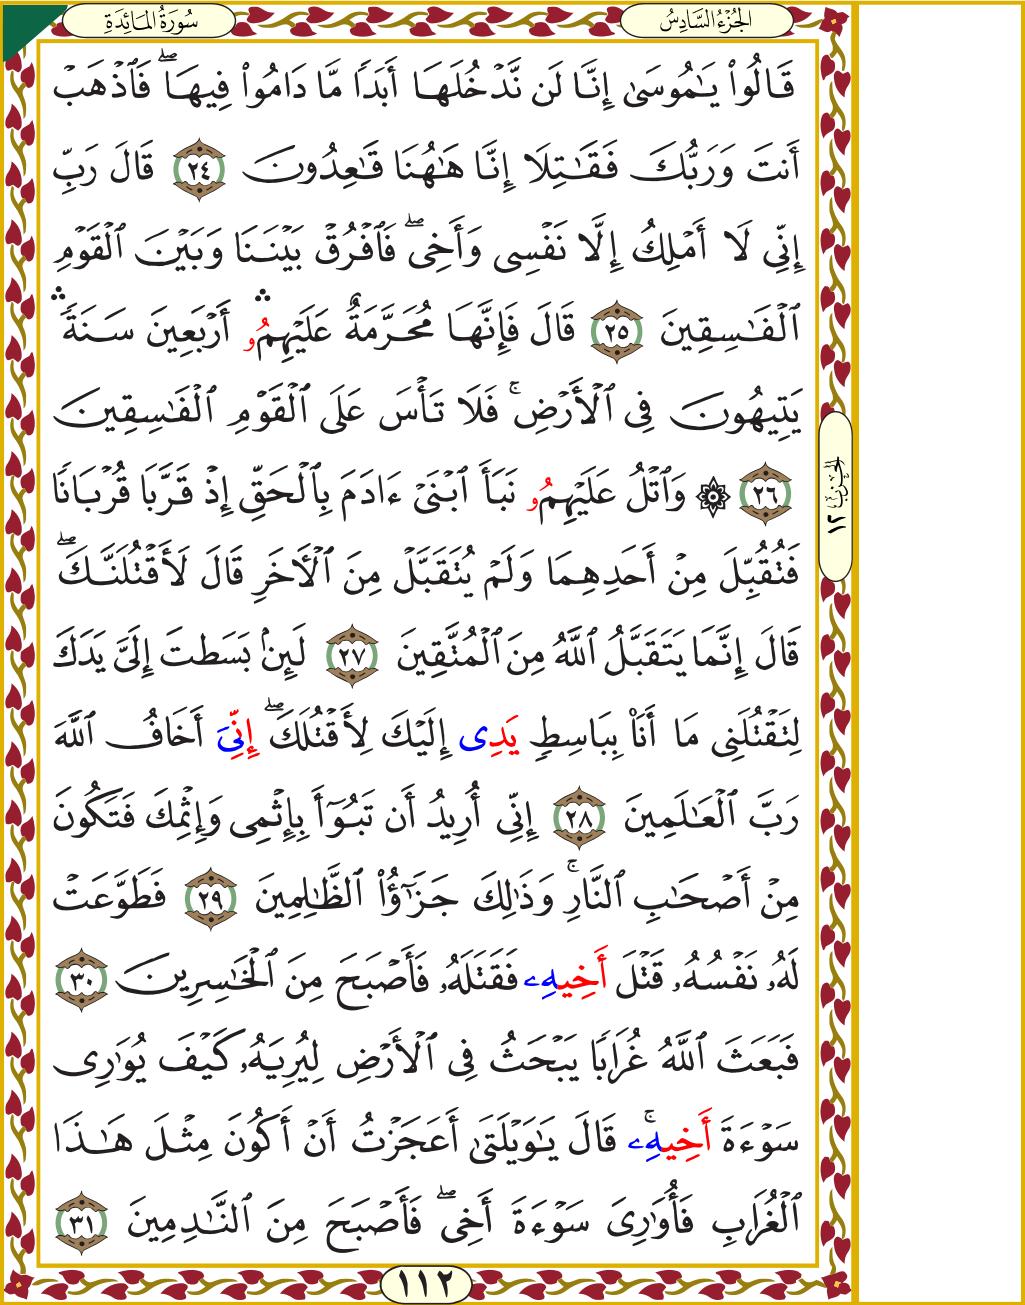 الجُزْءُ السَّادِسُ
سُورَةُ المَائِدَةِ
قَالُوا۟ يَـٰمُوسَىٰ إِنَّا لَن نَّدْخُلَهَا أَبَدًا مَّا دَامُوا۟ فِيهَا ۖ فَٱذْهَبْ
أَنتَ وَرَبُّكَ فَقَـٰتِلَا إِنَّا هَـٰهُنَا قَـٰعِدُونَ ٢٤ قَالَ رَبِّ
إِنِّى لَا أَمْلِكُ إِلَّا نَفْسِى وَأَخِى ۖ فَٱفْرُقْ بَيْنَنَا وَبَيْنَ ٱلْقَوْمِ
ٱلْفَـٰسِقِينَ ٢٥ قَالَ فَإِنَّهَا مُحَرَّمَةٌ عَلَيْهِمُۥ ۛ أَرْبَعِينَ سَنَةً ۛ
يَتِيهُونَ فِى ٱلْأَرْضِ ۚ فَلَا تَأْسَ عَلَى ٱلْقَوْمِ ٱلْفَـٰسِقِينَ
٢٦ ۞ وَٱتْلُ عَلَيْهِمُۥ نَبَأَ ٱبْنَىْ ءَادَمَ بِٱلْحَقِّ إِذْ قَرَّبَا قُرْبَانًا
فَتُقُبِّلَ مِنْ أَحَدِهِمَا وَلَمْ يُتَقَبَّلْ مِنَ ٱلْـَٔاخَرِ قَالَ لَأَقْتُلَنَّكَ ۖ
قَالَ إِنَّمَا يَتَقَبَّلُ ٱللَّهُ مِنَ ٱلْمُتَّقِينَ ٢٧ لَئِنۢ بَسَطتَ إِلَىَّ يَدَكَ
لِتَقْتُلَنِى مَا أَنَا۠ بِبَاسِطٍ يَدِى إِلَيْكَ لِأَقْتُلَكَ ۖ إِنِّىَ أَخَافُ ٱللَّهَ
رَبَّ ٱلْعَـٰلَمِينَ ٢٨ إِنِّى أُرِيدُ أَن تَبُوٓأَ بِإِثْمِى وَإِثْمِكَ فَتَكُونَ
مِنْ أَصْحَـٰبِ ٱلنَّارِ ۚ وَذَٰلِكَ جَزَٰٓؤُا۟ ٱلظَّـٰلِمِينَ ٢٩ فَطَوَّعَتْ
لَهُۥ نَفْسُهُۥ قَتْلَ أَخِيهِۦ فَقَتَلَهُۥ فَأَصْبَحَ مِنَ ٱلْخَـٰسِرِينَ ٣٠
فَبَعَثَ ٱللَّهُ غُرَابًا يَبْحَثُ فِى ٱلْأَرْضِ لِيُرِيَهُۥ كَيْفَ يُوَٰرِى
سَوْءَةَ أَخِيهِۦ ۚ قَالَ يَـٰوَيْلَتَىٰ أَعَجَزْتُ أَنْ أَكُونَ مِثْلَ هَـٰذَا
ٱلْغُرَابِ فَأُوَٰرِىَ سَوْءَةَ أَخِى ۖ فَأَصْبَحَ مِنَ ٱلنَّـٰدِمِينَ ٣١
الحِزْبُ ١٢
١١٢